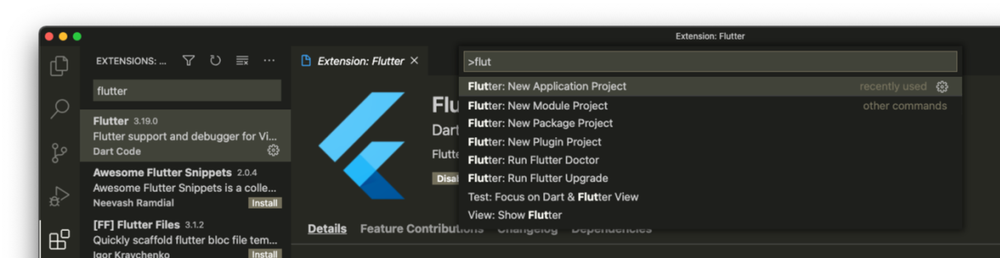 Extension: Flutter
EXTENSIONS: ...
flutter
Flutter 3.19.0
Flutter support and debugger for Vi...
Dart Code
Awesome Flutter Snippets 2.0.4
Awesome Flutter Snippets is a colle...
Neevash Ramdial Install
[FF] Flutter Files 3.1.2
Quickly scaffold flutter bloc file tem...
Igor Kravchenko Install
Extension: Flutter
Flu
Dart
Flutte
Disal
Details Feature Contributions Changelog Dependencies
>flut
Flutter: New Application Project recently used
Flutter: New Module Project other commands
Flutter: New Package Project
Flutter: New Plugin Project
Flutter: Run Flutter Doctor
Flutter: Run Flutter Upgrade
Test: Focus on Dart & Flutter View
View: Show Flutter